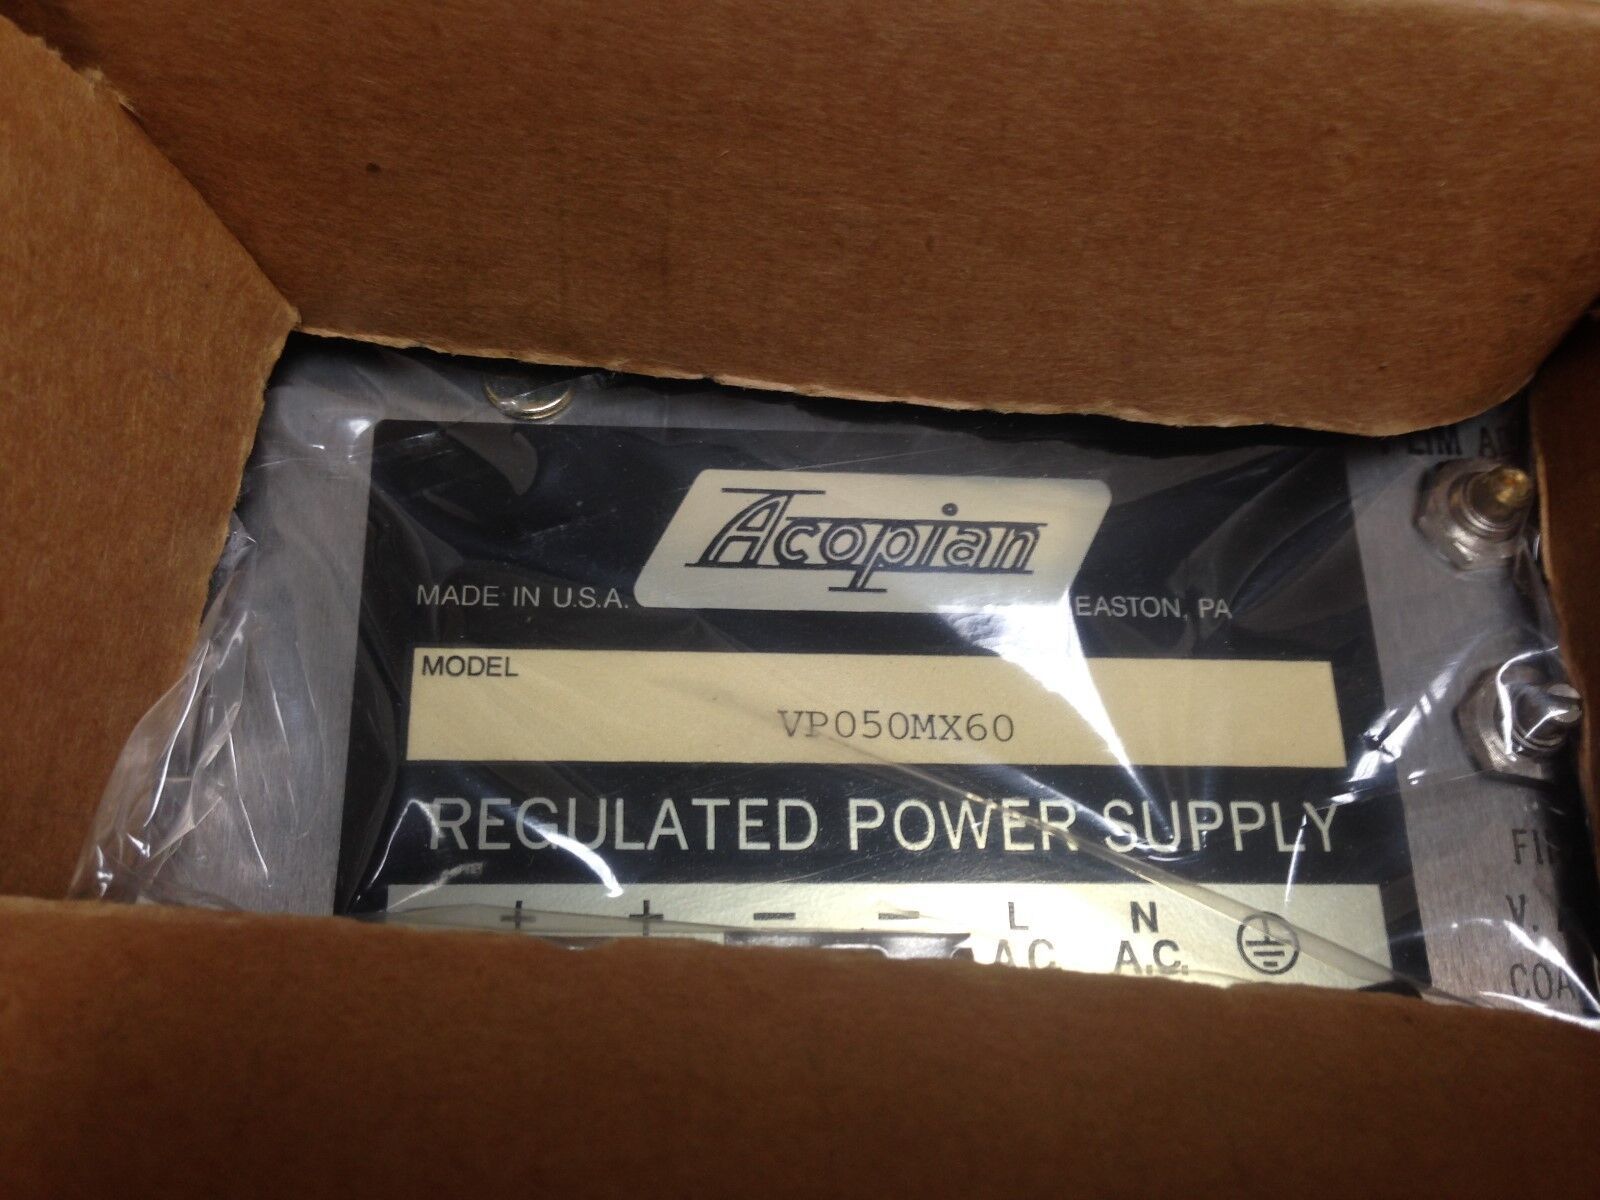 Acopian
MADE IN U.S.A.
EASTON, PA
MODEL
VP050MX60
REGULATED POWER SUPPLY
+ + − − L N
A.C. A.C.
V.